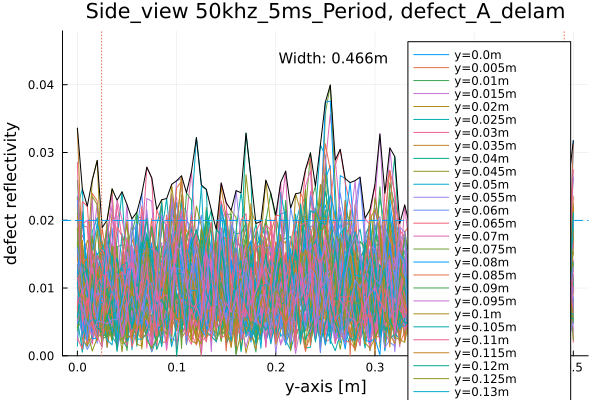 Side_view 50khz_5ms_Period, defect_A_delam
Width: 0.466m
defect reflectivity
0.04
0.03
0.02
0.01
0.00
0.0
0.1
0.2
0.3
.5
y-axis [m]
y=0.0m
y=0.005m
y=0.01m
y=0.015m
y=0.02m
y=0.025m
y=0.03m
y=0.035m
y=0.04m
y=0.045m
y=0.05m
y=0.055m
y=0.06m
y=0.065m
y=0.07m
y=0.075m
y=0.08m
y=0.085m
y=0.09m
y=0.095m
y=0.1m
y=0.105m
y=0.11m
y=0.115m
y=0.12m
y=0.125m
y=0.13m